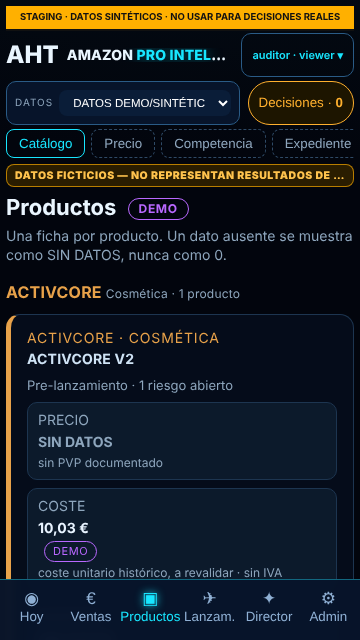 STAGING · DATOS SINTÉTICOS · NO USAR PARA DECISIONES REALES
AHT AMAZON PRO INTEL... auditor · viewer ▾
DATOS DATOS DEMO/SINTÉTIC Decisiones · 0
Catálogo Precio Competencia Expediente
DATOS FICTICIOS — NO REPRESENTAN RESULTADOS DE ...
Productos DEMO
Una ficha por producto. Un dato ausente se muestra
como SIN DATOS, nunca como 0.
ACTIVCORE Cosmética · 1 producto
ACTIVCORE · COSMÉTICA
ACTIVCORE V2
Pre-lanzamiento · 1 riesgo abierto
PRECIO
SIN DATOS
sin PVP documentado
COSTE
10,03 €
DEMO
coste unitario histórico, a revalidar · sin IVA
Hoy Ventas Productos Lanzam. Director Admin